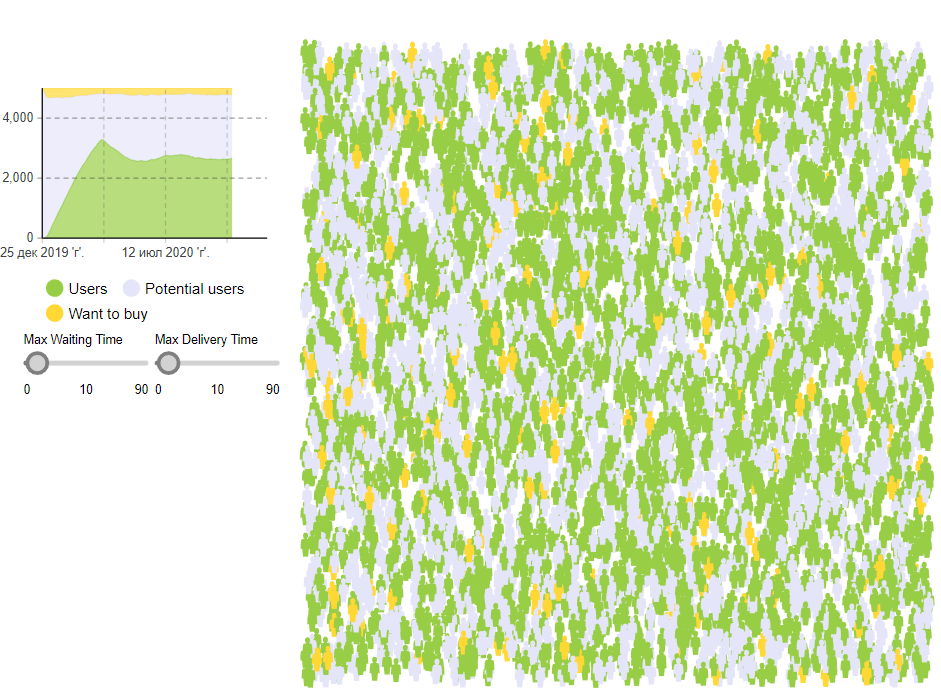 4,000
2,000
0
25 дек 2019 'г'.
12 июл 2020 'г'.
Users
Potential users
Want to buy
Max Waiting Time
Max Delivery Time
0 10 90
0 10 90